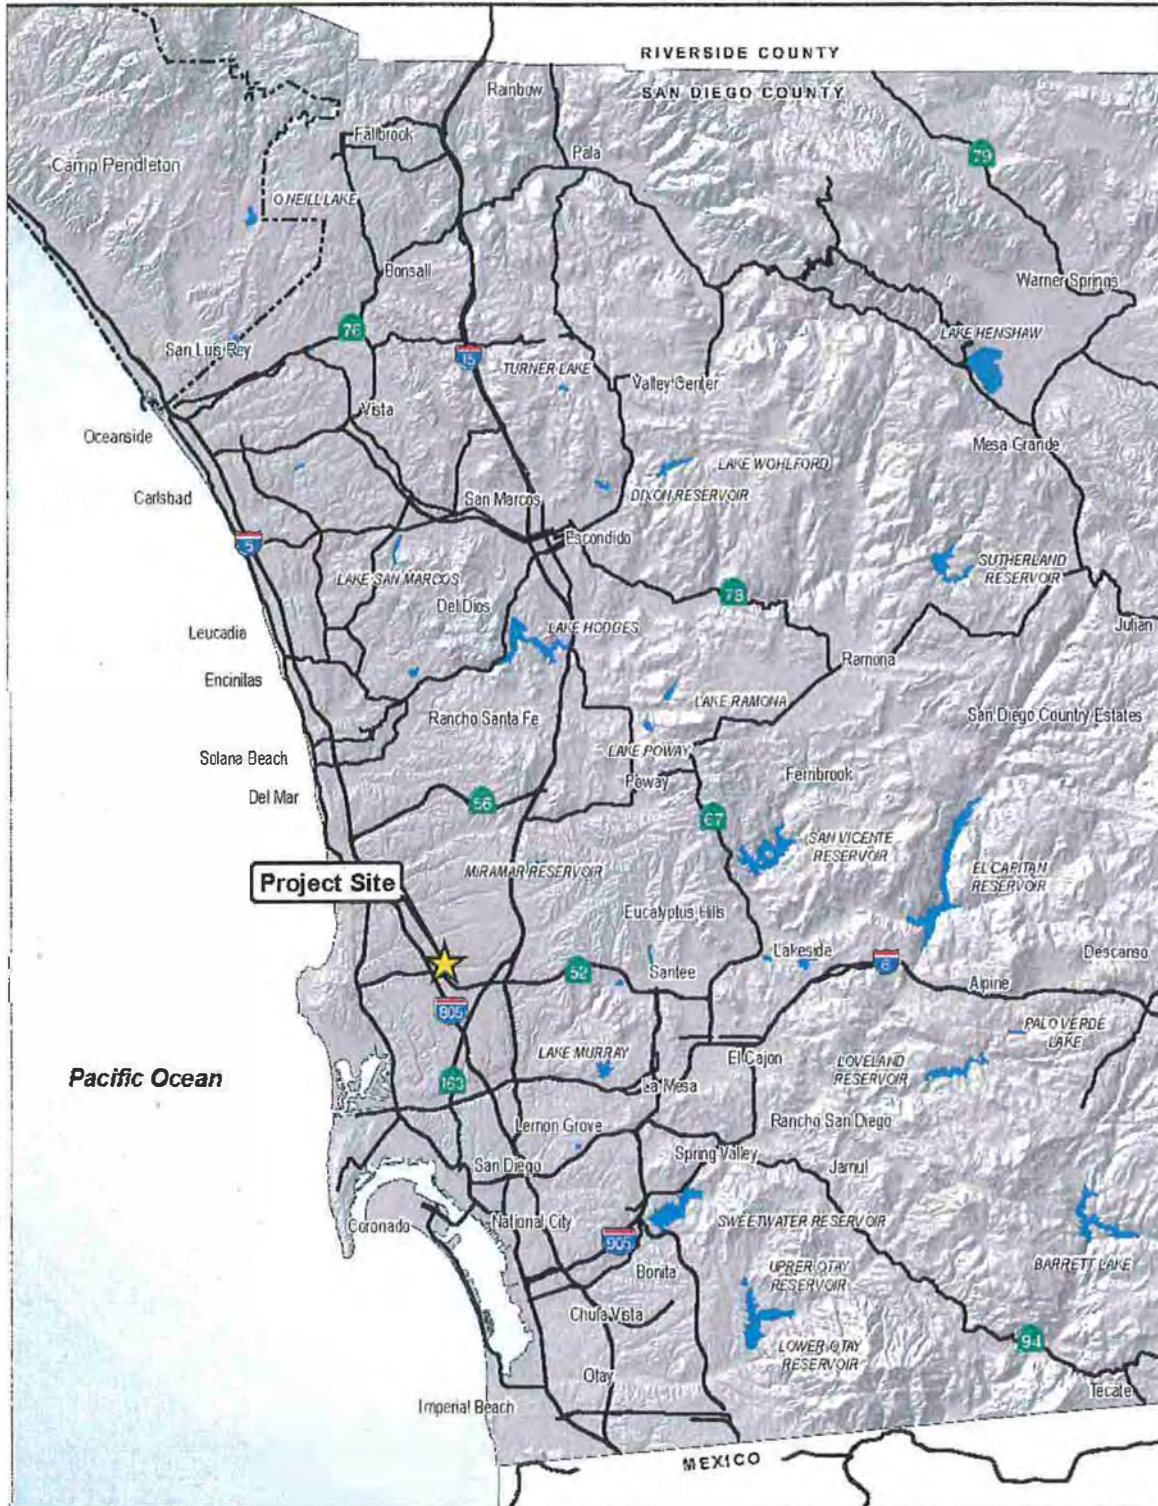 RIVERSIDE COUNTY
SAN DIEGO COUNTY
Rainbow
Fallbrook
79
Camp Pendleton
Pala
O NEILL LAKE
Bonsall
Warner Springs
76
LAKE HENSHAW
San Luis Rey
15
TURNER LAKE
Valley Center
Vista
Oceanside
Mesa Grande
LAKE WOHLFORD
Carlsbad
San Marcos
DIXON RESERVOIR
5
Escondido
SUTHERLAND
RESERVOIR
LAKE SAN MARCOS
78
Del Dios
Leucadia
LAKE HODGES
Julian
Ramona
Encinitas
LAKE RAMONA
Rancho Santa Fe
San Diego Country Estates
Solana Beach
LAKE POWAY
Poway
Fernbrook
Del Mar
56
67
SAN VICENTE
RESERVOIR
MIRAMAR RESERVOIR
EL CAPITAN
RESERVOIR
Project Site
Eucalyptus Hills
Lakeside
Descanso
52
Santee
8
Alpine
805
PALO VERDE
LAKE
LAKE MURRAY
El Cajon
LOVELAND
RESERVOIR
Pacific Ocean
163
La Mesa
Lemon Grove
Rancho San Diego
San Diego
Spring Valley
Jamul
Coronado
National City
SWEETWATER RESERVOIR
905
Bonita
UPPER OTAY
RESERVOIR
BARRETT LAKE
Chula Vista
LOWER OTAY
RESERVOIR
94
Otay
Imperial Beach
Tecate
MEXICO